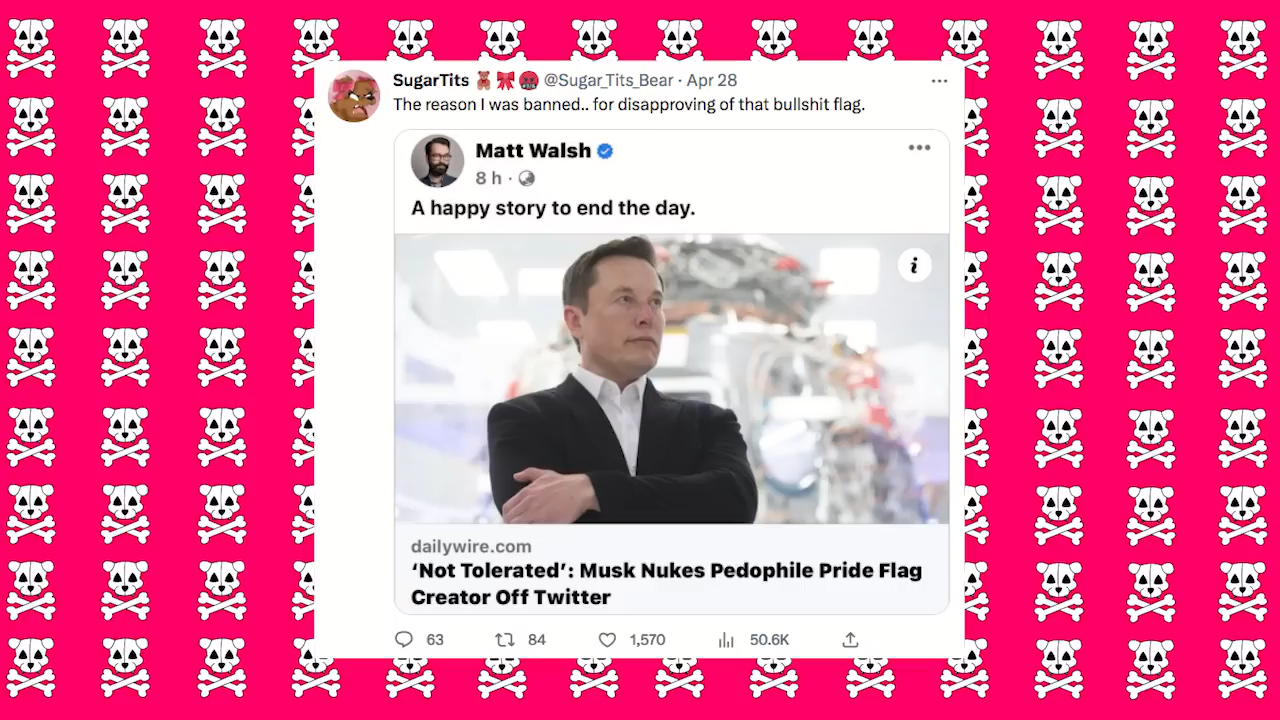 SugarTits 🧸🎀🤬 @Sugar_Tits_Bear · Apr 28
The reason I was banned.. for disapproving of that bullshit flag.
Matt Walsh
8 h ·
A happy story to end the day.
i
dailywire.com
‘Not Tolerated’: Musk Nukes Pedophile Pride Flag
Creator Off Twitter
63 84 1,570 50.6K